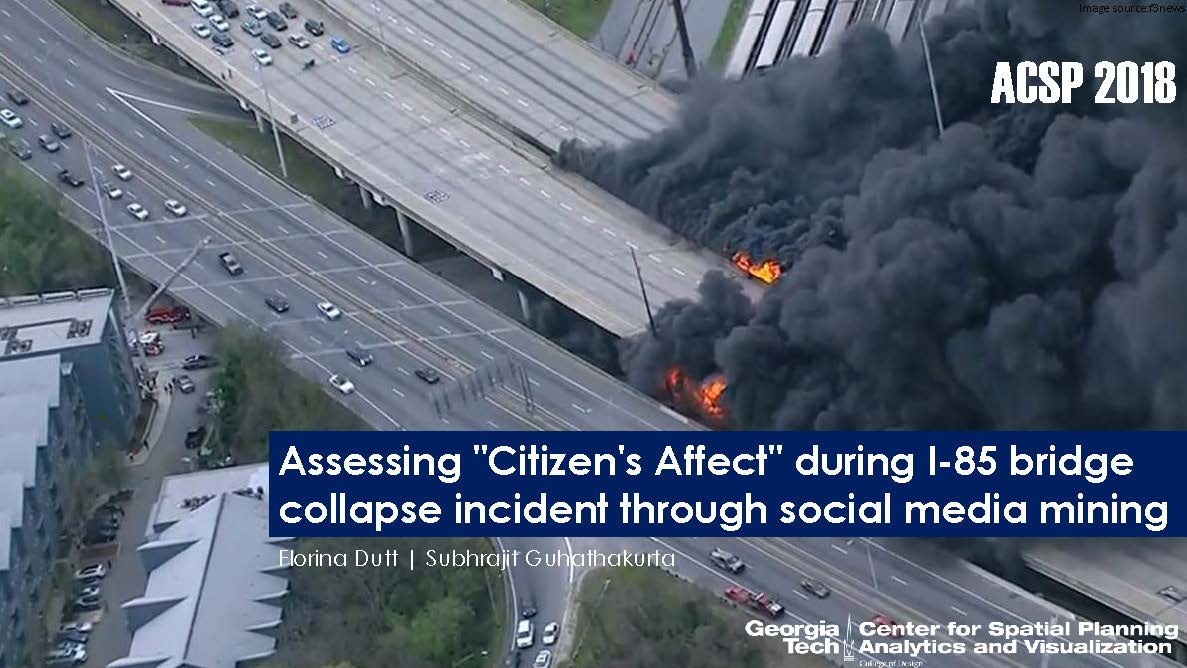 Image source:f3news
ACSP 2018
Assessing "Citizen's Affect" during I-85 bridge
collapse incident through social media mining
Florina Dutt | Subhrajit Guhathakurta
Georgia Tech
Center for Spatial Planning
Analytics and Visualization
College of Design